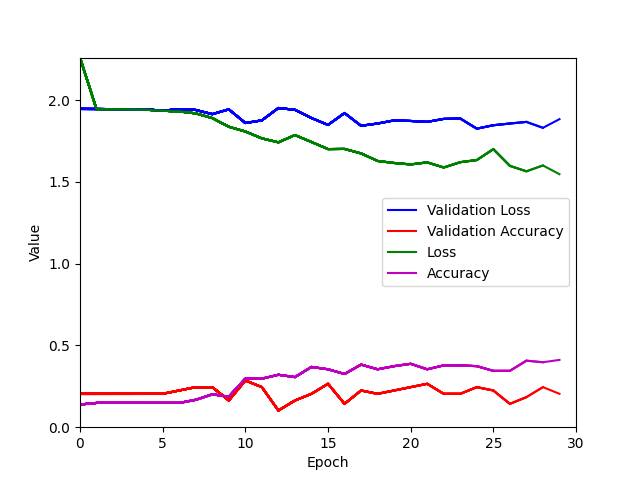 2.0
1.5
1.0
0.5
0.0
Value
Validation Loss
Validation Accuracy
Loss
Accuracy
0 5 10 15 20 25 30
Epoch